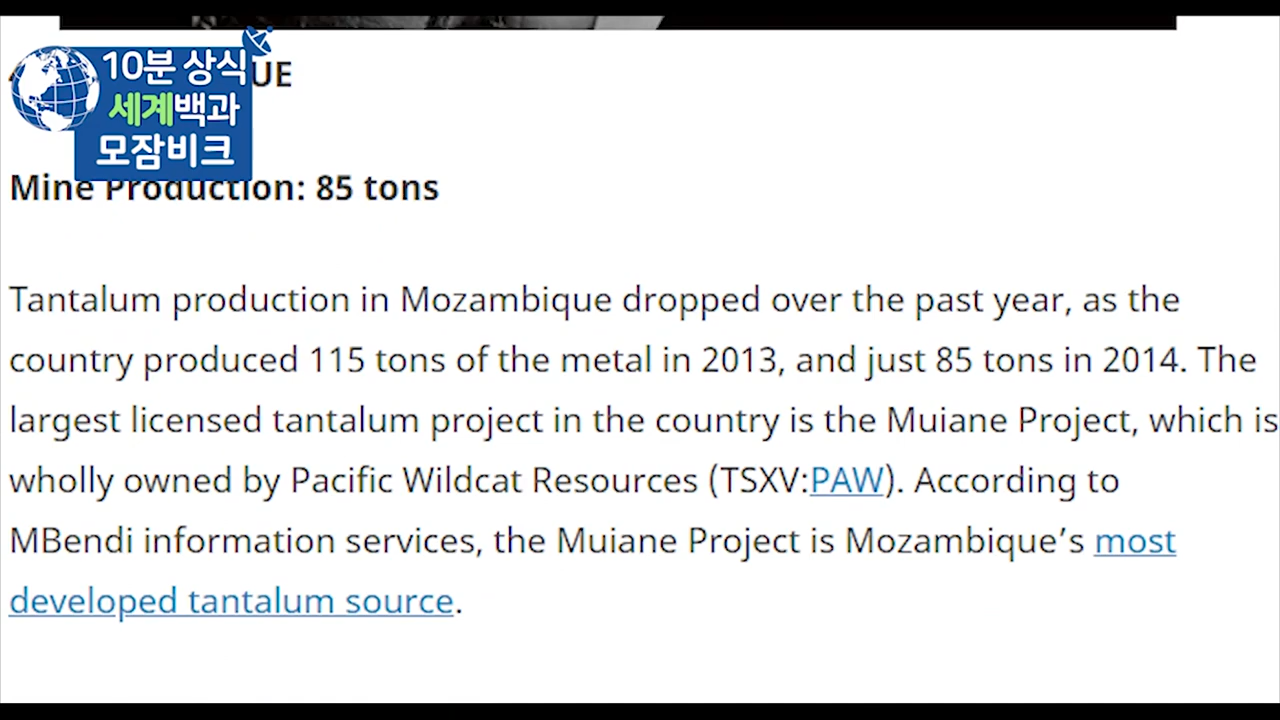 10분 상식
세계백과
모잠비크
UE
Mine Production: 85 tons
Tantalum production in Mozambique dropped over the past year, as the
country produced 115 tons of the metal in 2013, and just 85 tons in 2014. The
largest licensed tantalum project in the country is the Muiane Project, which is
wholly owned by Pacific Wildcat Resources (TSXV:PAW). According to
MBendi information services, the Muiane Project is Mozambique’s most
developed tantalum source.